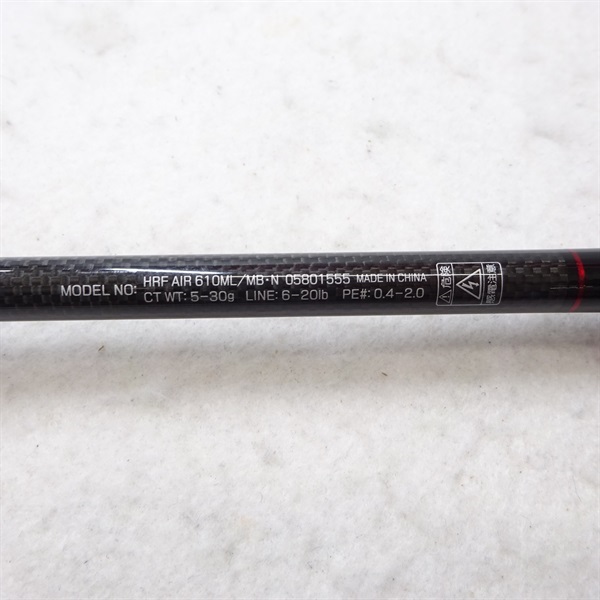 MODEL NO: HRF AIR 610ML/MB·N 05801555 MADE IN CHINA
CT WT: 5-30g LINE: 6-20lb PE#: 0.4-2.0
危険
感電注意